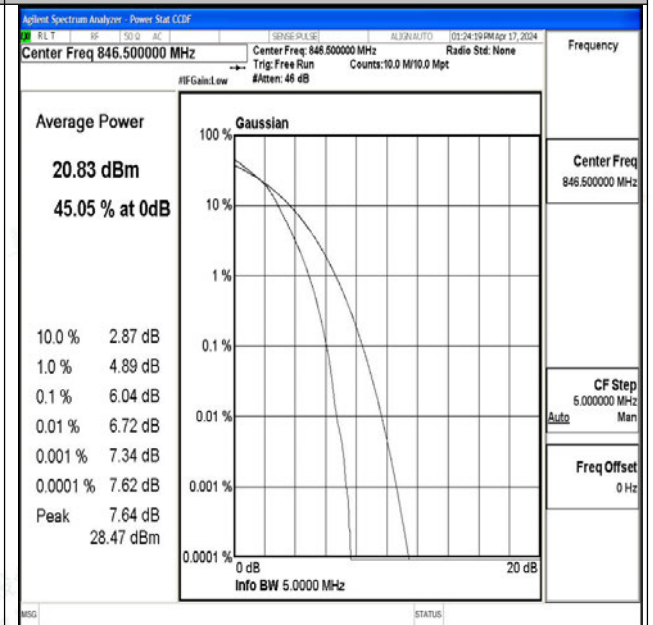 Agilent Spectrum Analyzer - Power Stat CCDF
RLT RF 50 Ω AC SENSE:PULSE ALIGN AUTO 01:24:19 PM Apr 17, 2024
Center Freq 846.500000 MHz
Center Freq: 846.500000 MHz Radio Std: None
Trig: Free Run Counts:10.0 M/10.0 Mpt
#IFGain:Low #Atten: 46 dB
Frequency
Average Power
20.83 dBm
45.05 % at 0dB
10.0 % 2.87 dB
1.0 % 4.89 dB
0.1 % 6.04 dB
0.01 % 6.72 dB
0.001 % 7.34 dB
0.0001 % 7.62 dB
Peak 7.64 dB
28.47 dBm
Gaussian
100 %
10 %
1 %
0.1 %
0.01 %
0.001 %
0.0001 %
0 dB 20 dB
Info BW 5.0000 MHz
Center Freq
846.500000 MHz
CF Step
5.000000 MHz
Auto Man
Freq Offset
0 Hz
MSG STATUS